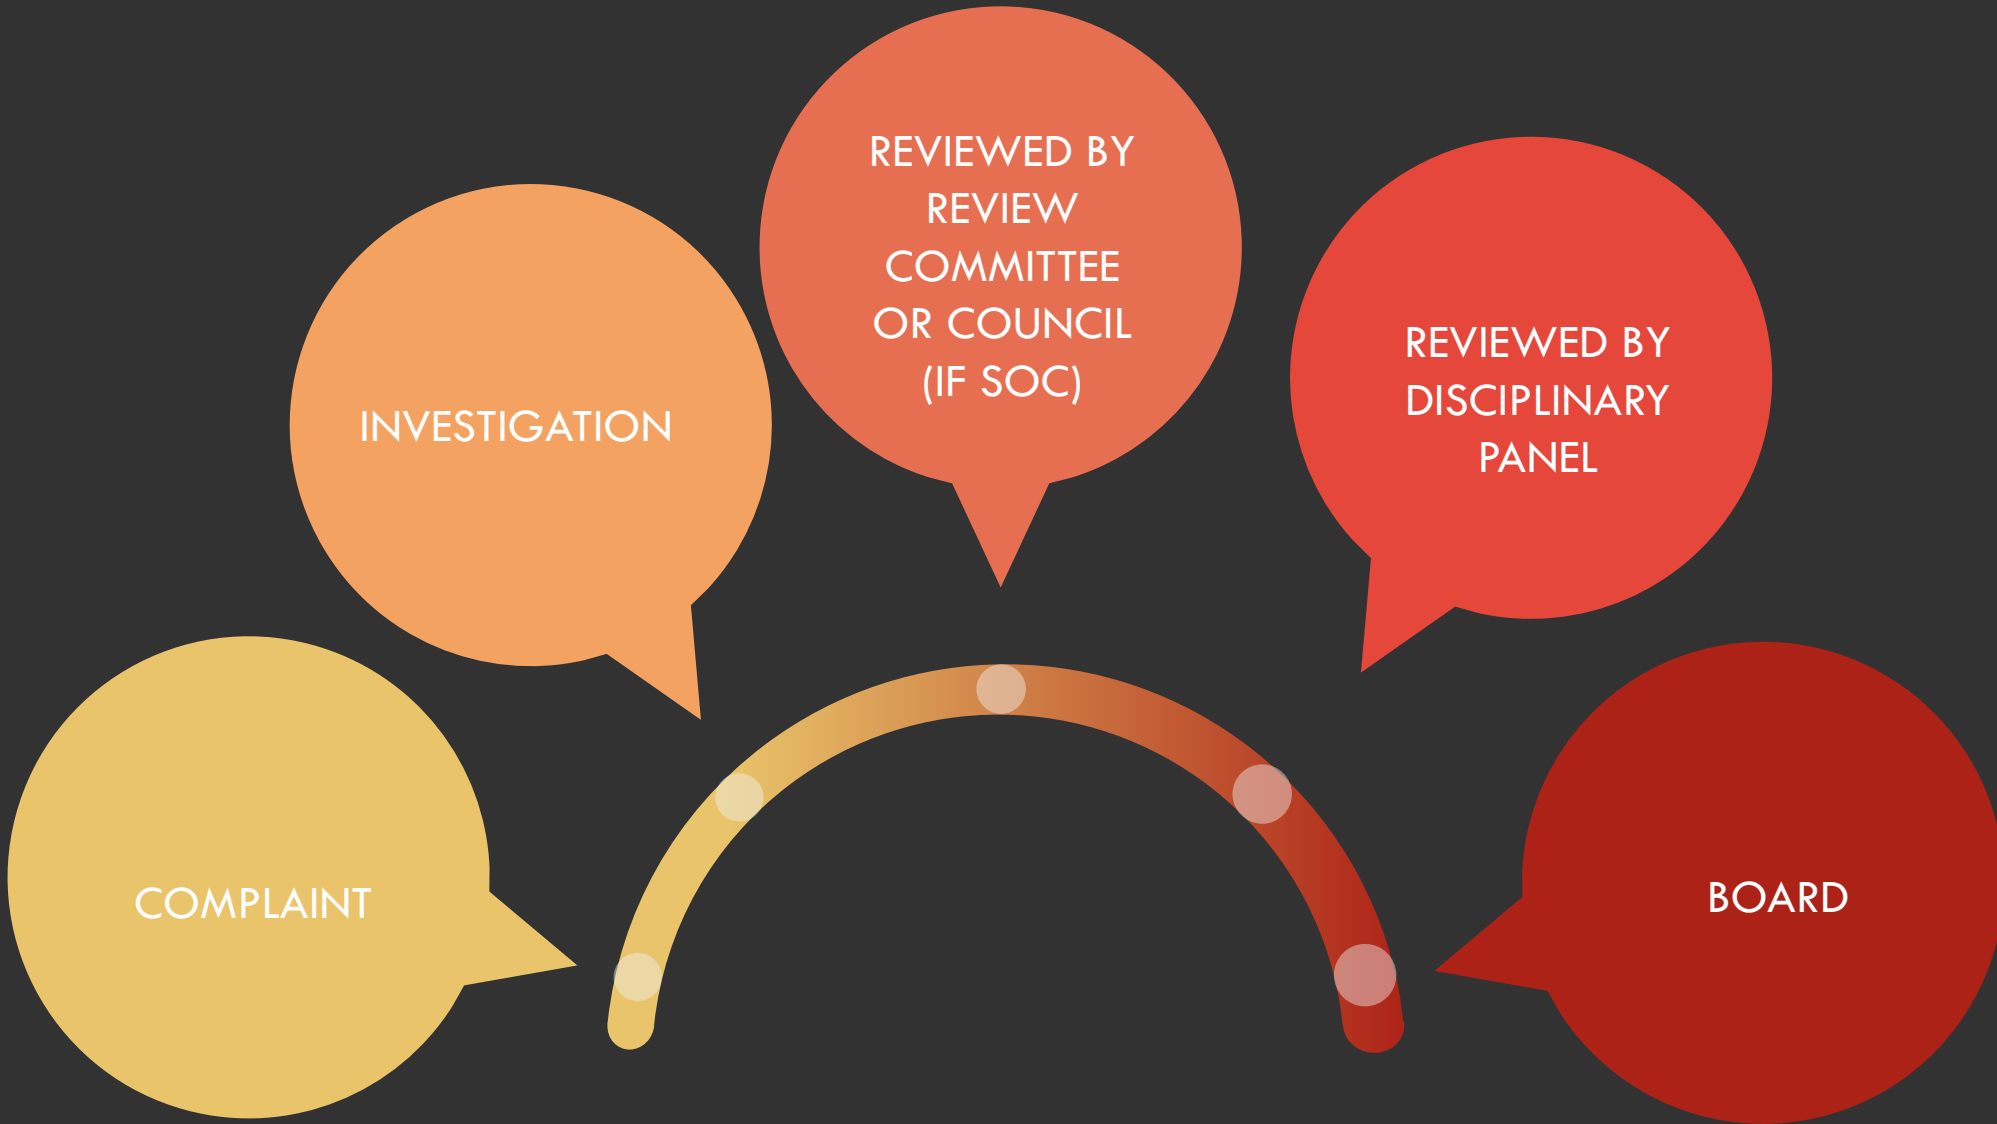 COMPLAINT
INVESTIGATION
REVIEWED BY
REVIEW
COMMITTEE
OR COUNCIL
(IF SOC)
REVIEWED BY
DISCIPLINARY
PANEL
BOARD